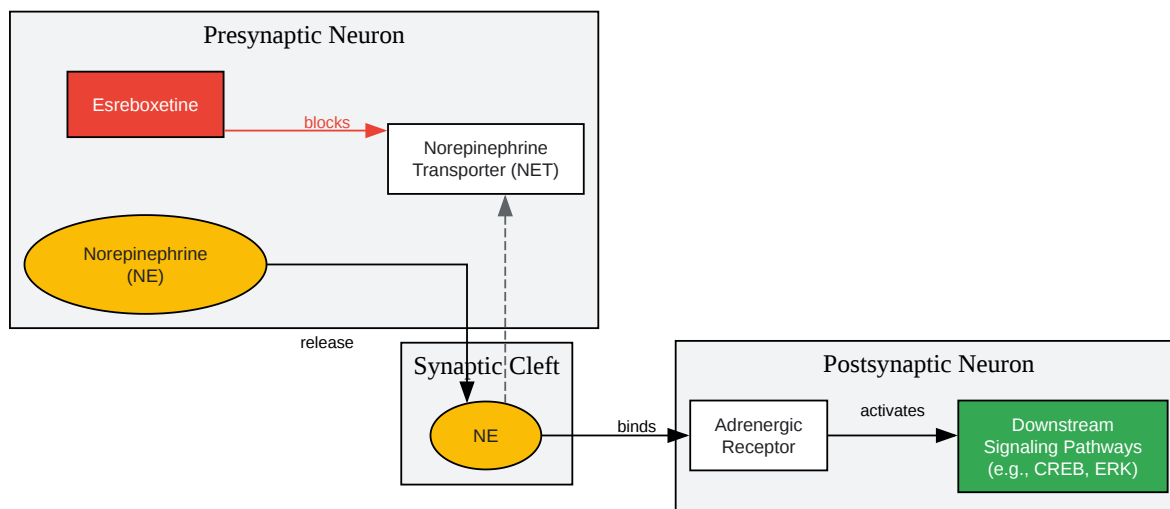 Presynaptic Neuron
Esreboxetine
blocks
Norepinephrine
Transporter (NET)
Norepinephrine
(NE)
release
Synaptic Cleft
NE
binds
Postsynaptic Neuron
Adrenergic
Receptor
activates
Downstream
Signaling Pathways
(e.g., CREB, ERK)